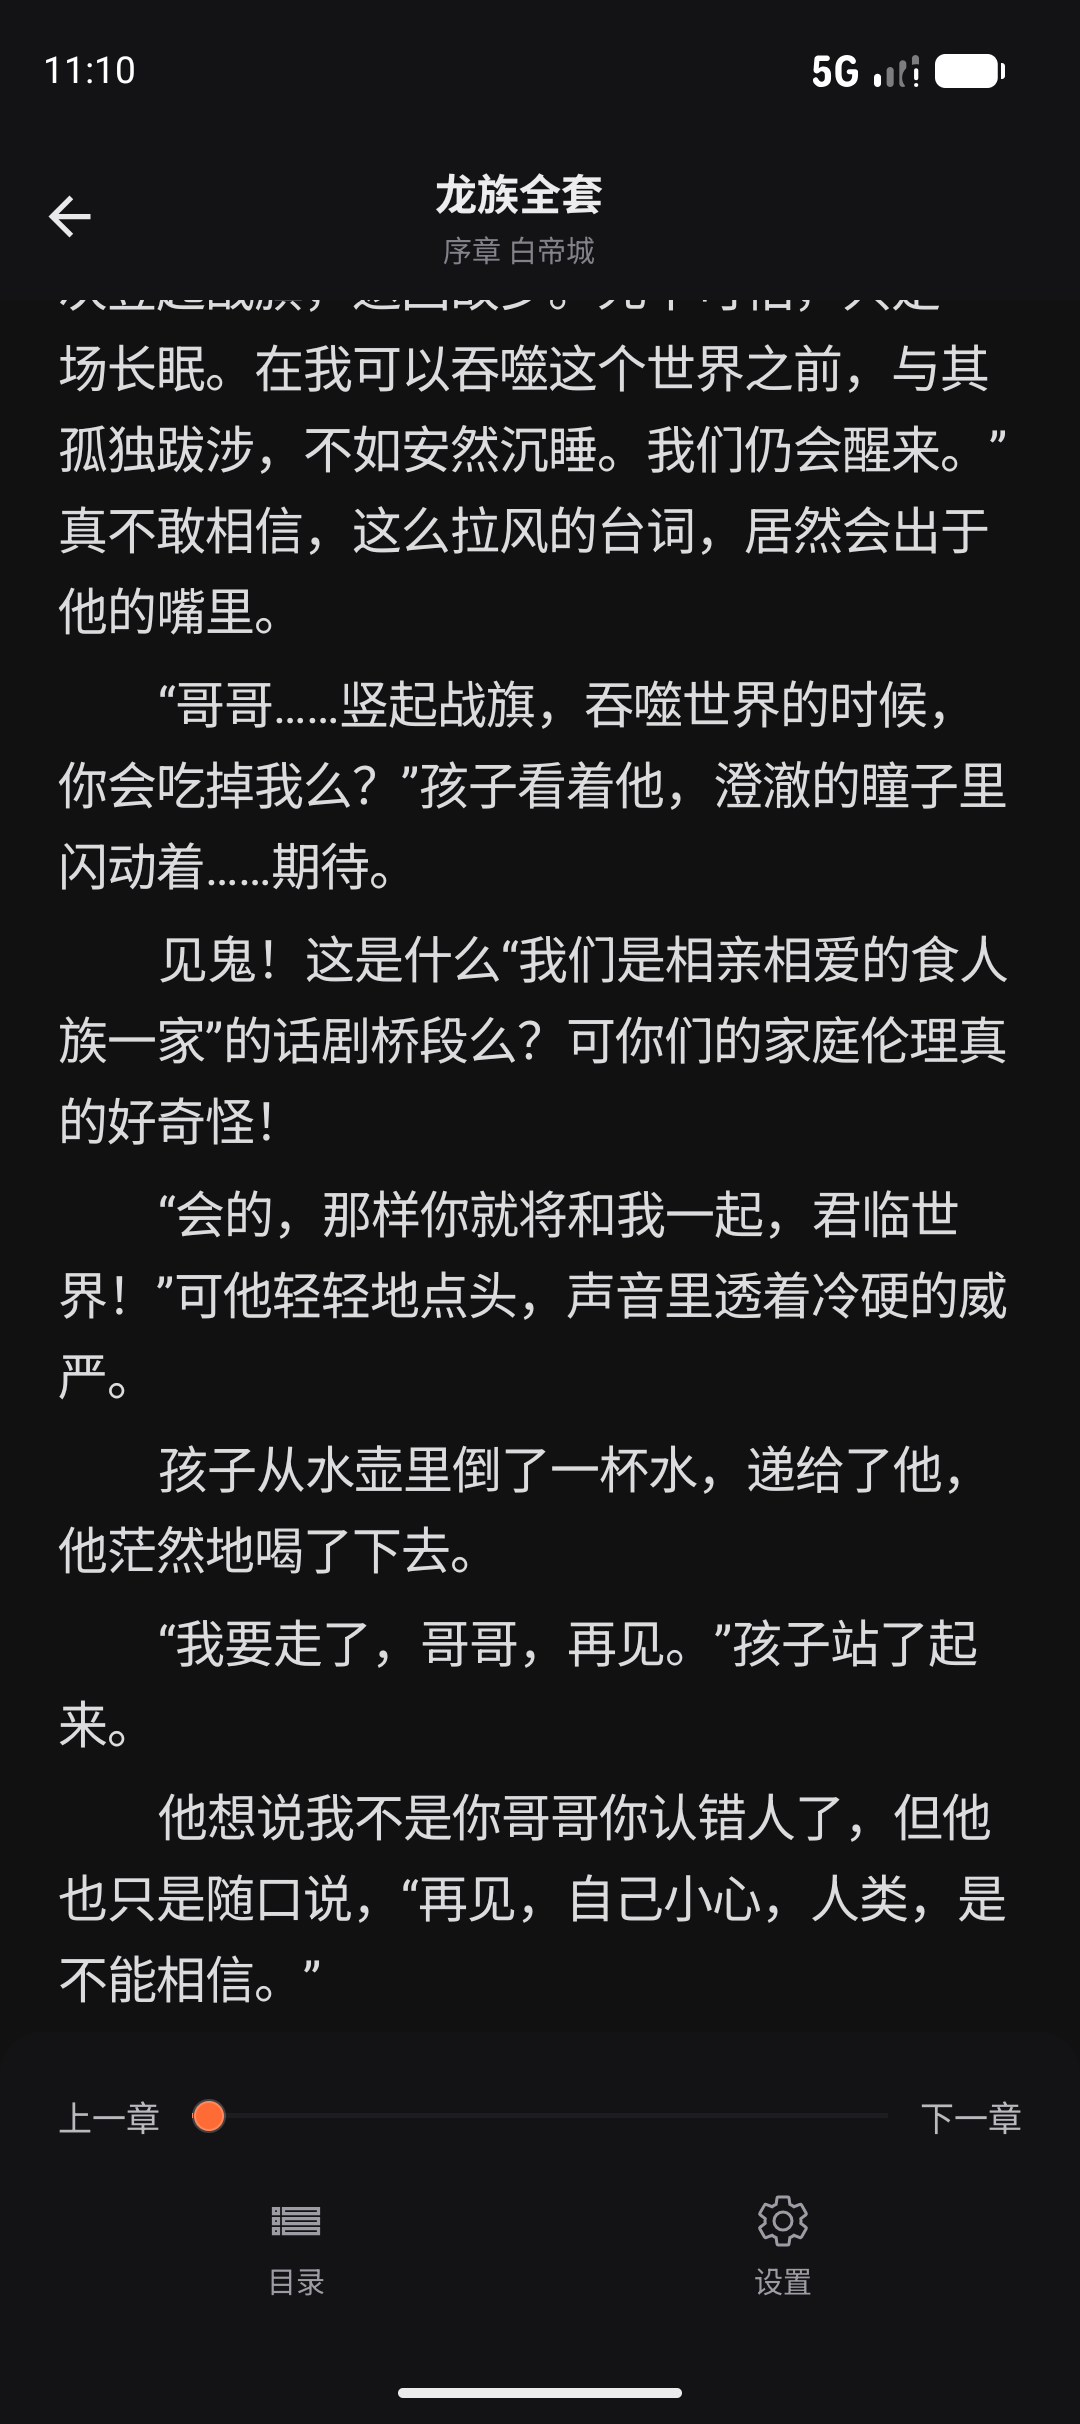 11:10
5G
龙族全套
序章 白帝城
场长眠。在我可以吞噬这个世界之前，与其
孤独跋涉，不如安然沉睡。我们仍会醒来。”
真不敢相信，这么拉风的台词，居然会出于
他的嘴里。
“哥哥……竖起战旗，吞噬世界的时候，
你会吃掉我么？”孩子看着他，澄澈的瞳子里
闪动着……期待。
见鬼！这是什么“我们是相亲相爱的食人
族一家”的话剧桥段么？可你们的家庭伦理真
的好奇怪！
“会的，那样你就将和我一起，君临世
界！”可他轻轻地点头，声音里透着冷硬的威
严。
孩子从水壶里倒了一杯水，递给了他，
他茫然地喝了下去。
“我要走了，哥哥，再见。”孩子站了起
来。
他想说我不是你哥哥你认错人了，但他
也只是随口说，“再见，自己小心，人类，是
不能相信。”
上一章
下一章
目录
设置